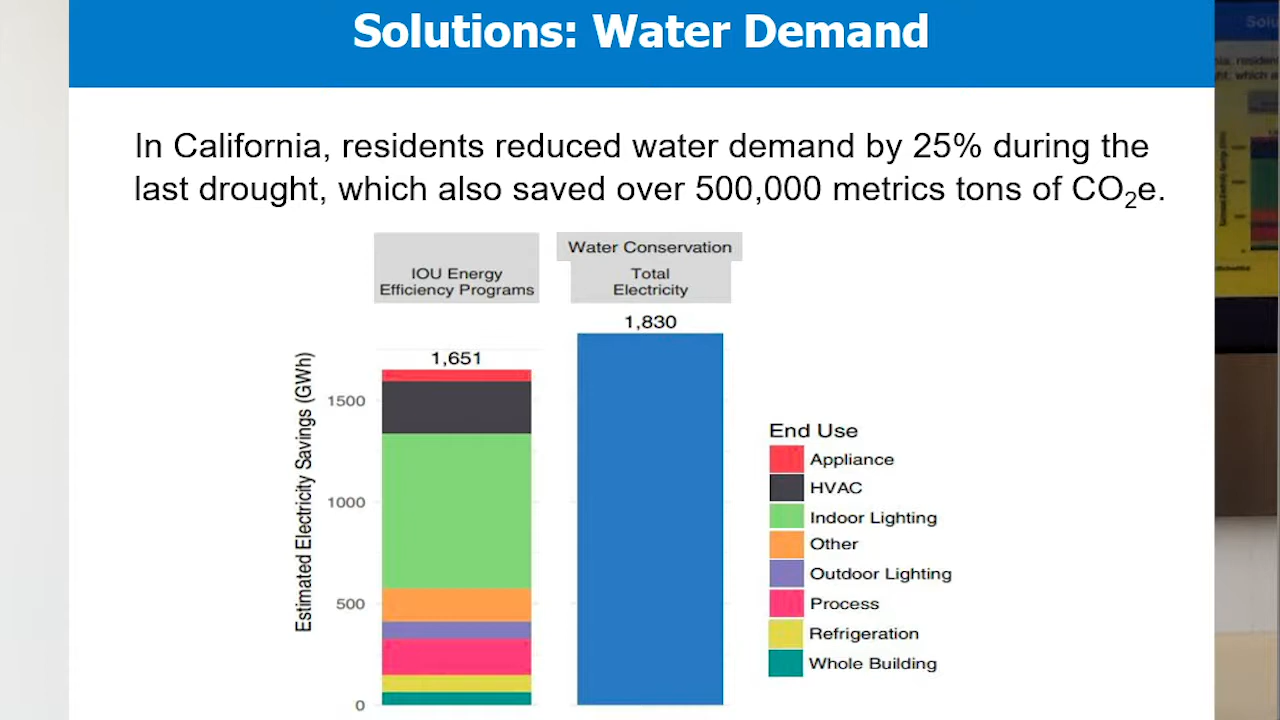 Solutions: Water Demand
In California, residents reduced water demand by 25% during the
last drought, which also saved over 500,000 metrics tons of CO₂e.
Water Conservation
IOU Energy
Efficiency Programs
Total
Electricity
1,830
1,651
Estimated Electricity Savings (GWh)
1500
1000
500
0
End Use
Appliance
HVAC
Indoor Lighting
Other
Outdoor Lighting
Process
Refrigeration
Whole Building